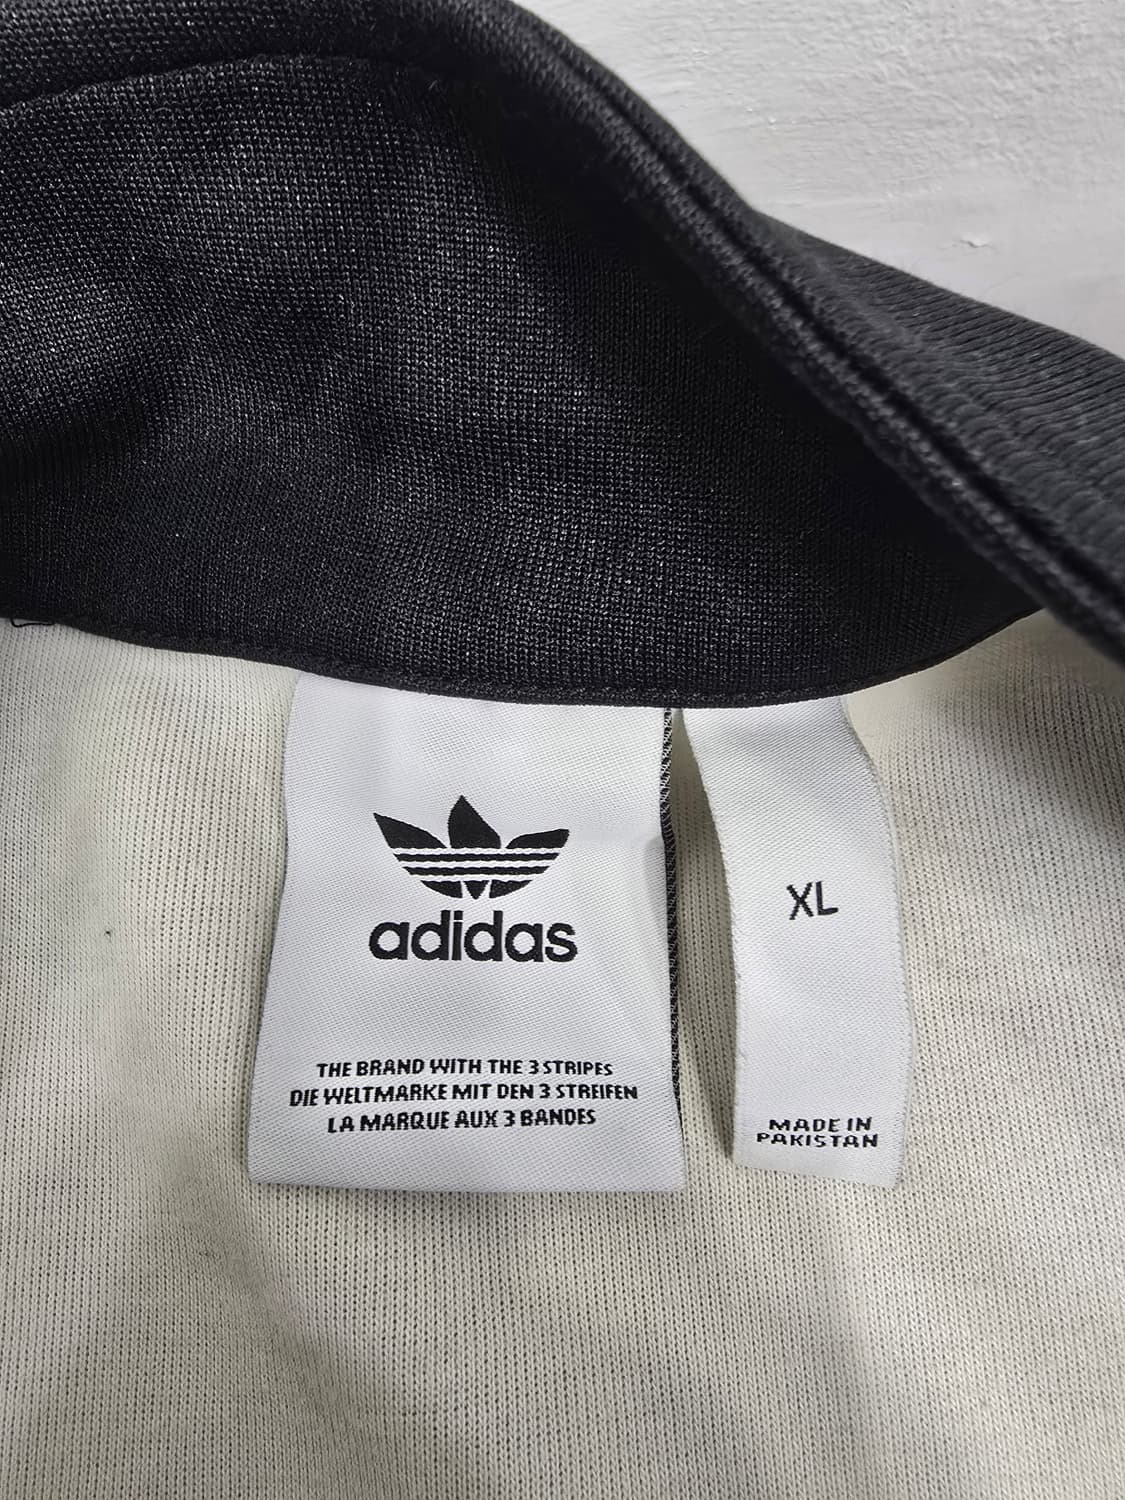 adidas
THE BRAND WITH THE 3 STRIPES
DIE WELTMARKE MIT DEN 3 STREIFEN
LA MARQUE AUX 3 BANDES
XL
MADE IN
PAKISTAN